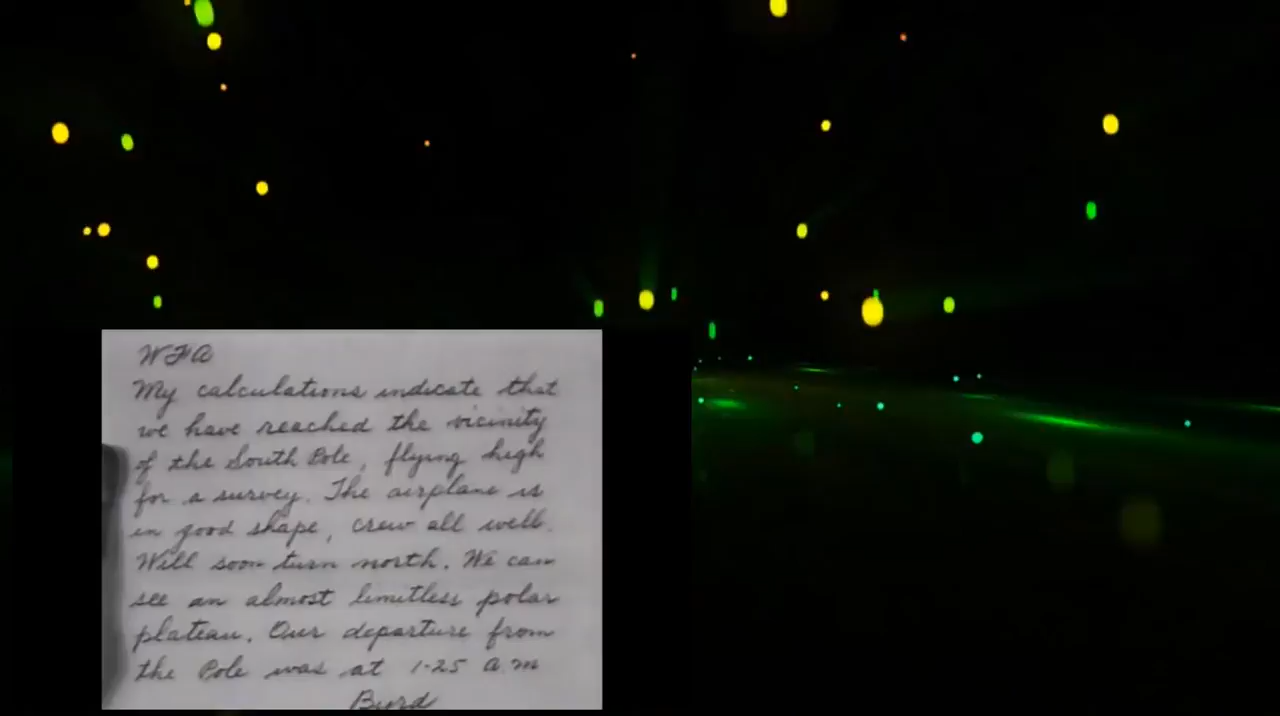 WFA
My calculations indicate that
we have reached the vicinity
of the South Pole, flying high
for a survey. The airplane is
in good shape, crew all well.
Will soon turn north. We can
see an almost limitless polar
plateau. Our departure from
the Pole was at 1-25 a.m
Byrd